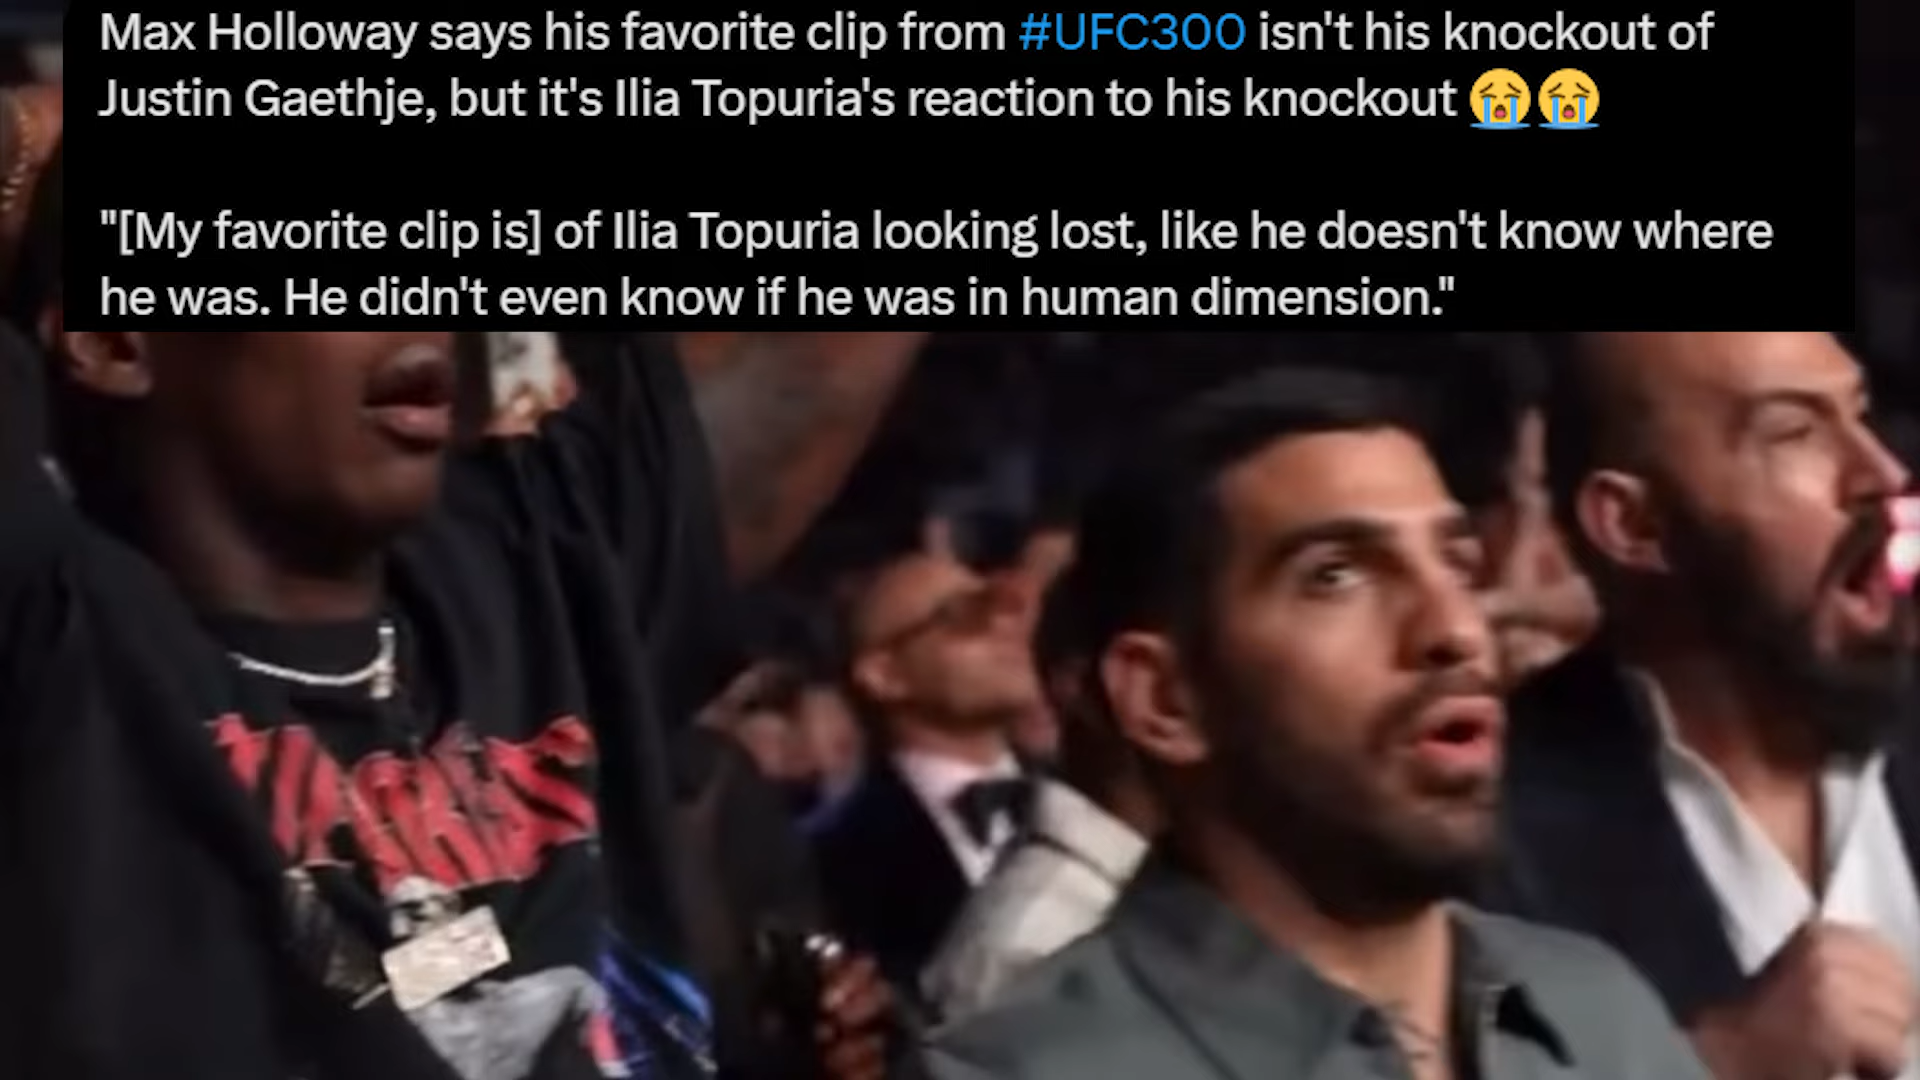 Max Holloway says his favorite clip from #UFC300 isn't his knockout of
Justin Gaethje, but it's Ilia Topuria's reaction to his knockout 😭😭
"[My favorite clip is] of Ilia Topuria looking lost, like he doesn't know where
he was. He didn't even know if he was in human dimension."